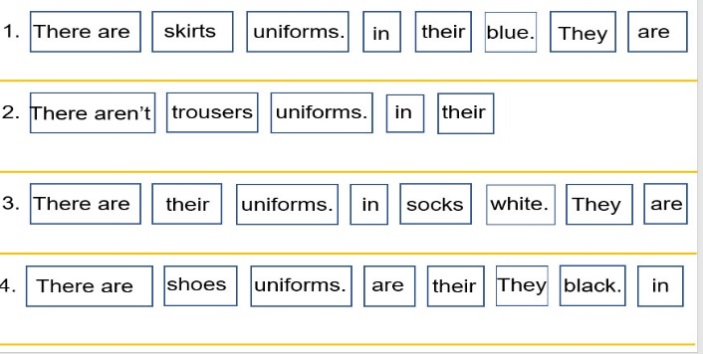 1. There are skirts uniforms. in their blue. They are
2. There aren't trousers uniforms. in their
3. There are their uniforms. in socks white. They are
4. There are shoes uniforms. are their They black. in